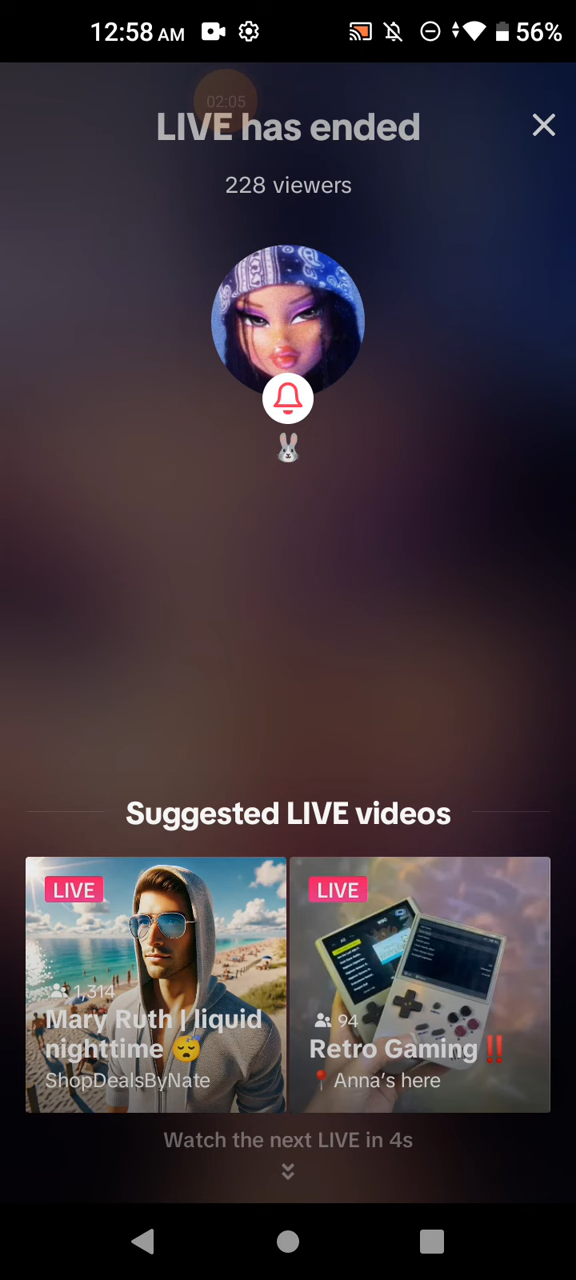 12:58 AM
56%
02:05
LIVE has ended
228 viewers
🐰
Suggested LIVE videos
LIVE
1,314
Mary Ruth | liquid
nighttime 😴
ShopDealsByNate
LIVE
94
Retro Gaming ‼️
📍Anna’s here
Watch the next LIVE in 4s